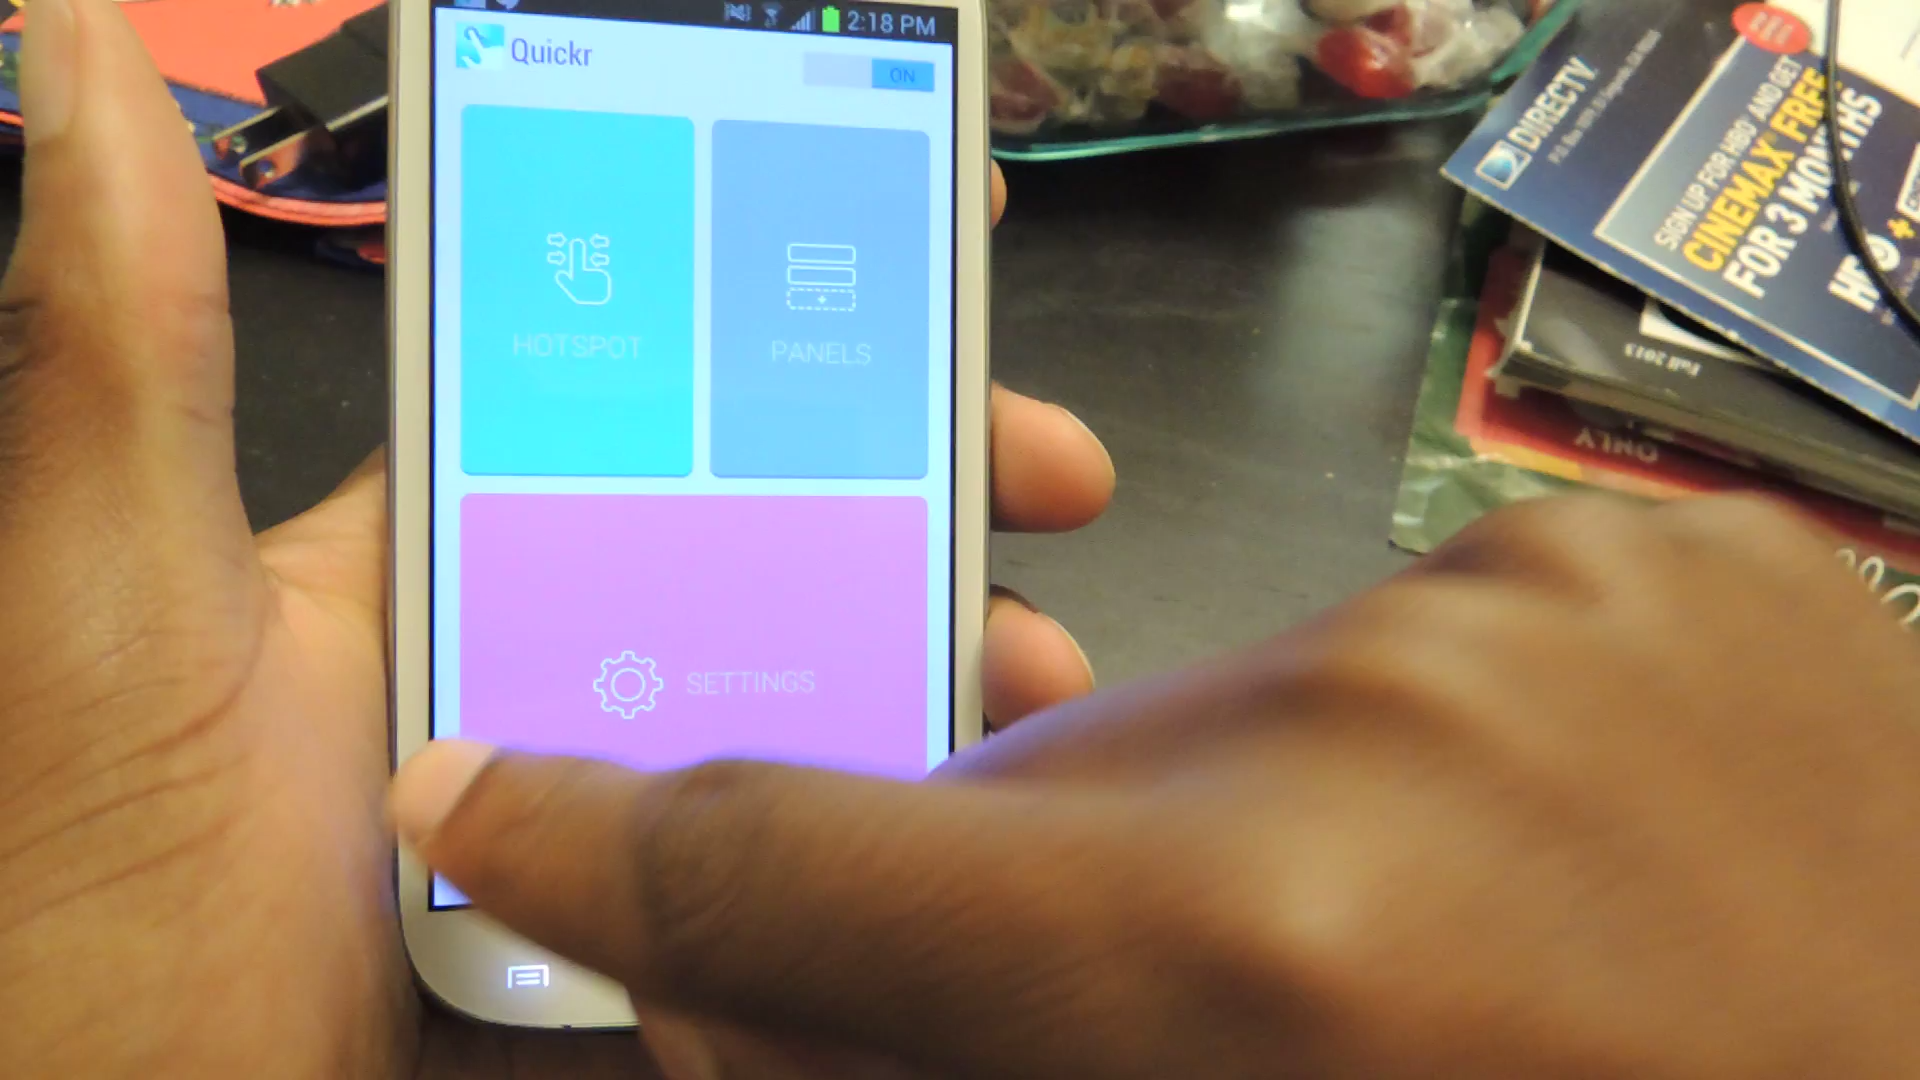 2:18 PM
Quickr
ON
HOTSPOT
PANELS
SETTINGS
DIRECTV
SIGN UP FOR HBO® AND GET
CINEMAX® FREE
FOR 3 MONTHS
HBO +
Fall 2013
ONLY